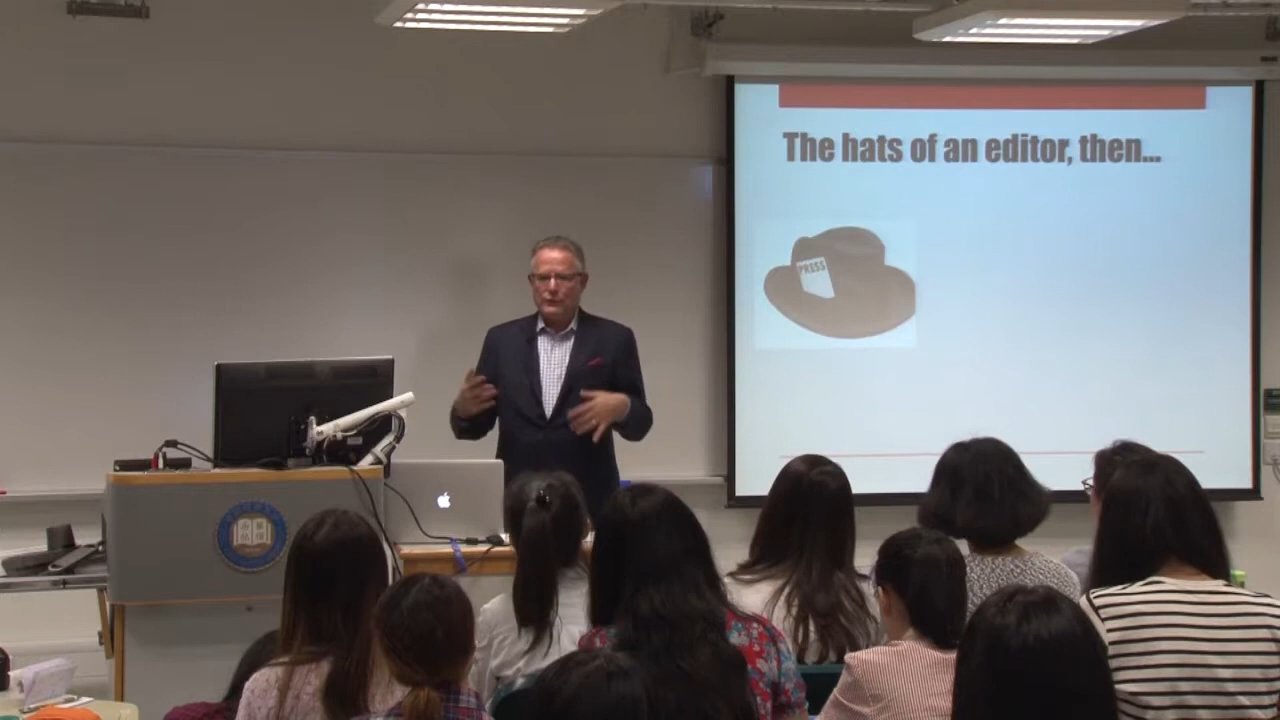 The hats of an editor, then...
PRESS